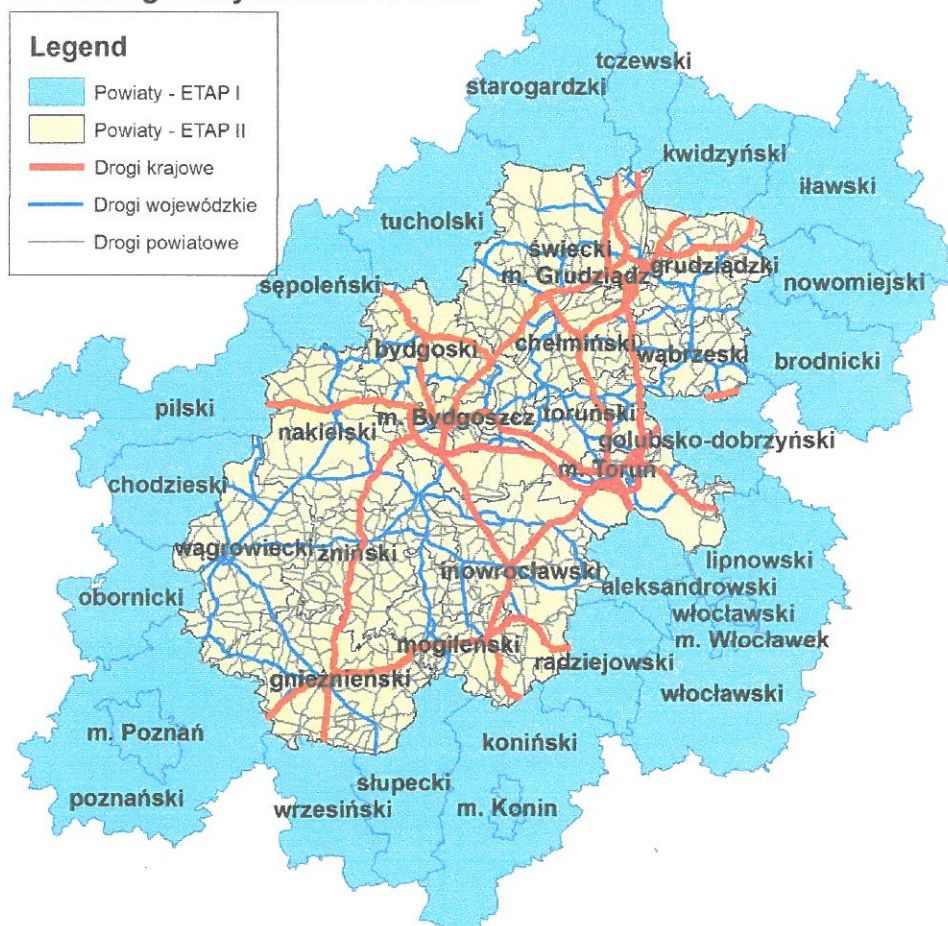 Legend
Powiaty - ETAP I
Powiaty - ETAP II
Drogi krajowe
Drogi wojewódzkie
Drogi powiatowe
tczewski
starogardzki
kwidzyński
iławski
tucholski
świecki
m. Grudziądz
grudziądzki
nowomiejski
sępoleński
bydgoski
chełmiński
wąbrzeski
brodnicki
pilski
m. Bydgoszcz
toruński
nakielski
golubsko-dobrzyński
m. Toruń
chodzieski
wągrowiecki
żniński
inowrocławski
lipnowski
aleksandrowski
obornicki
włocławski
m. Włocławek
mogileński
radziejowski
gnieźnieński
włocławski
m. Poznań
koniński
poznański
słupecki
wrzesiński
m. Konin